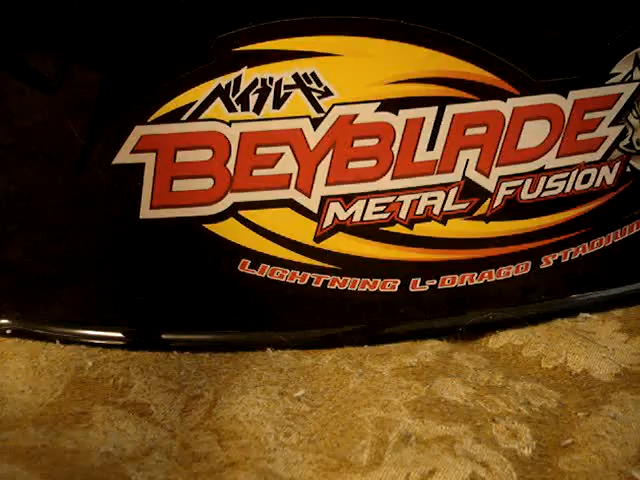 ベイブレード
BEYBLADE
METAL FUSION
LIGHTNING L-DRAGO STADIUM